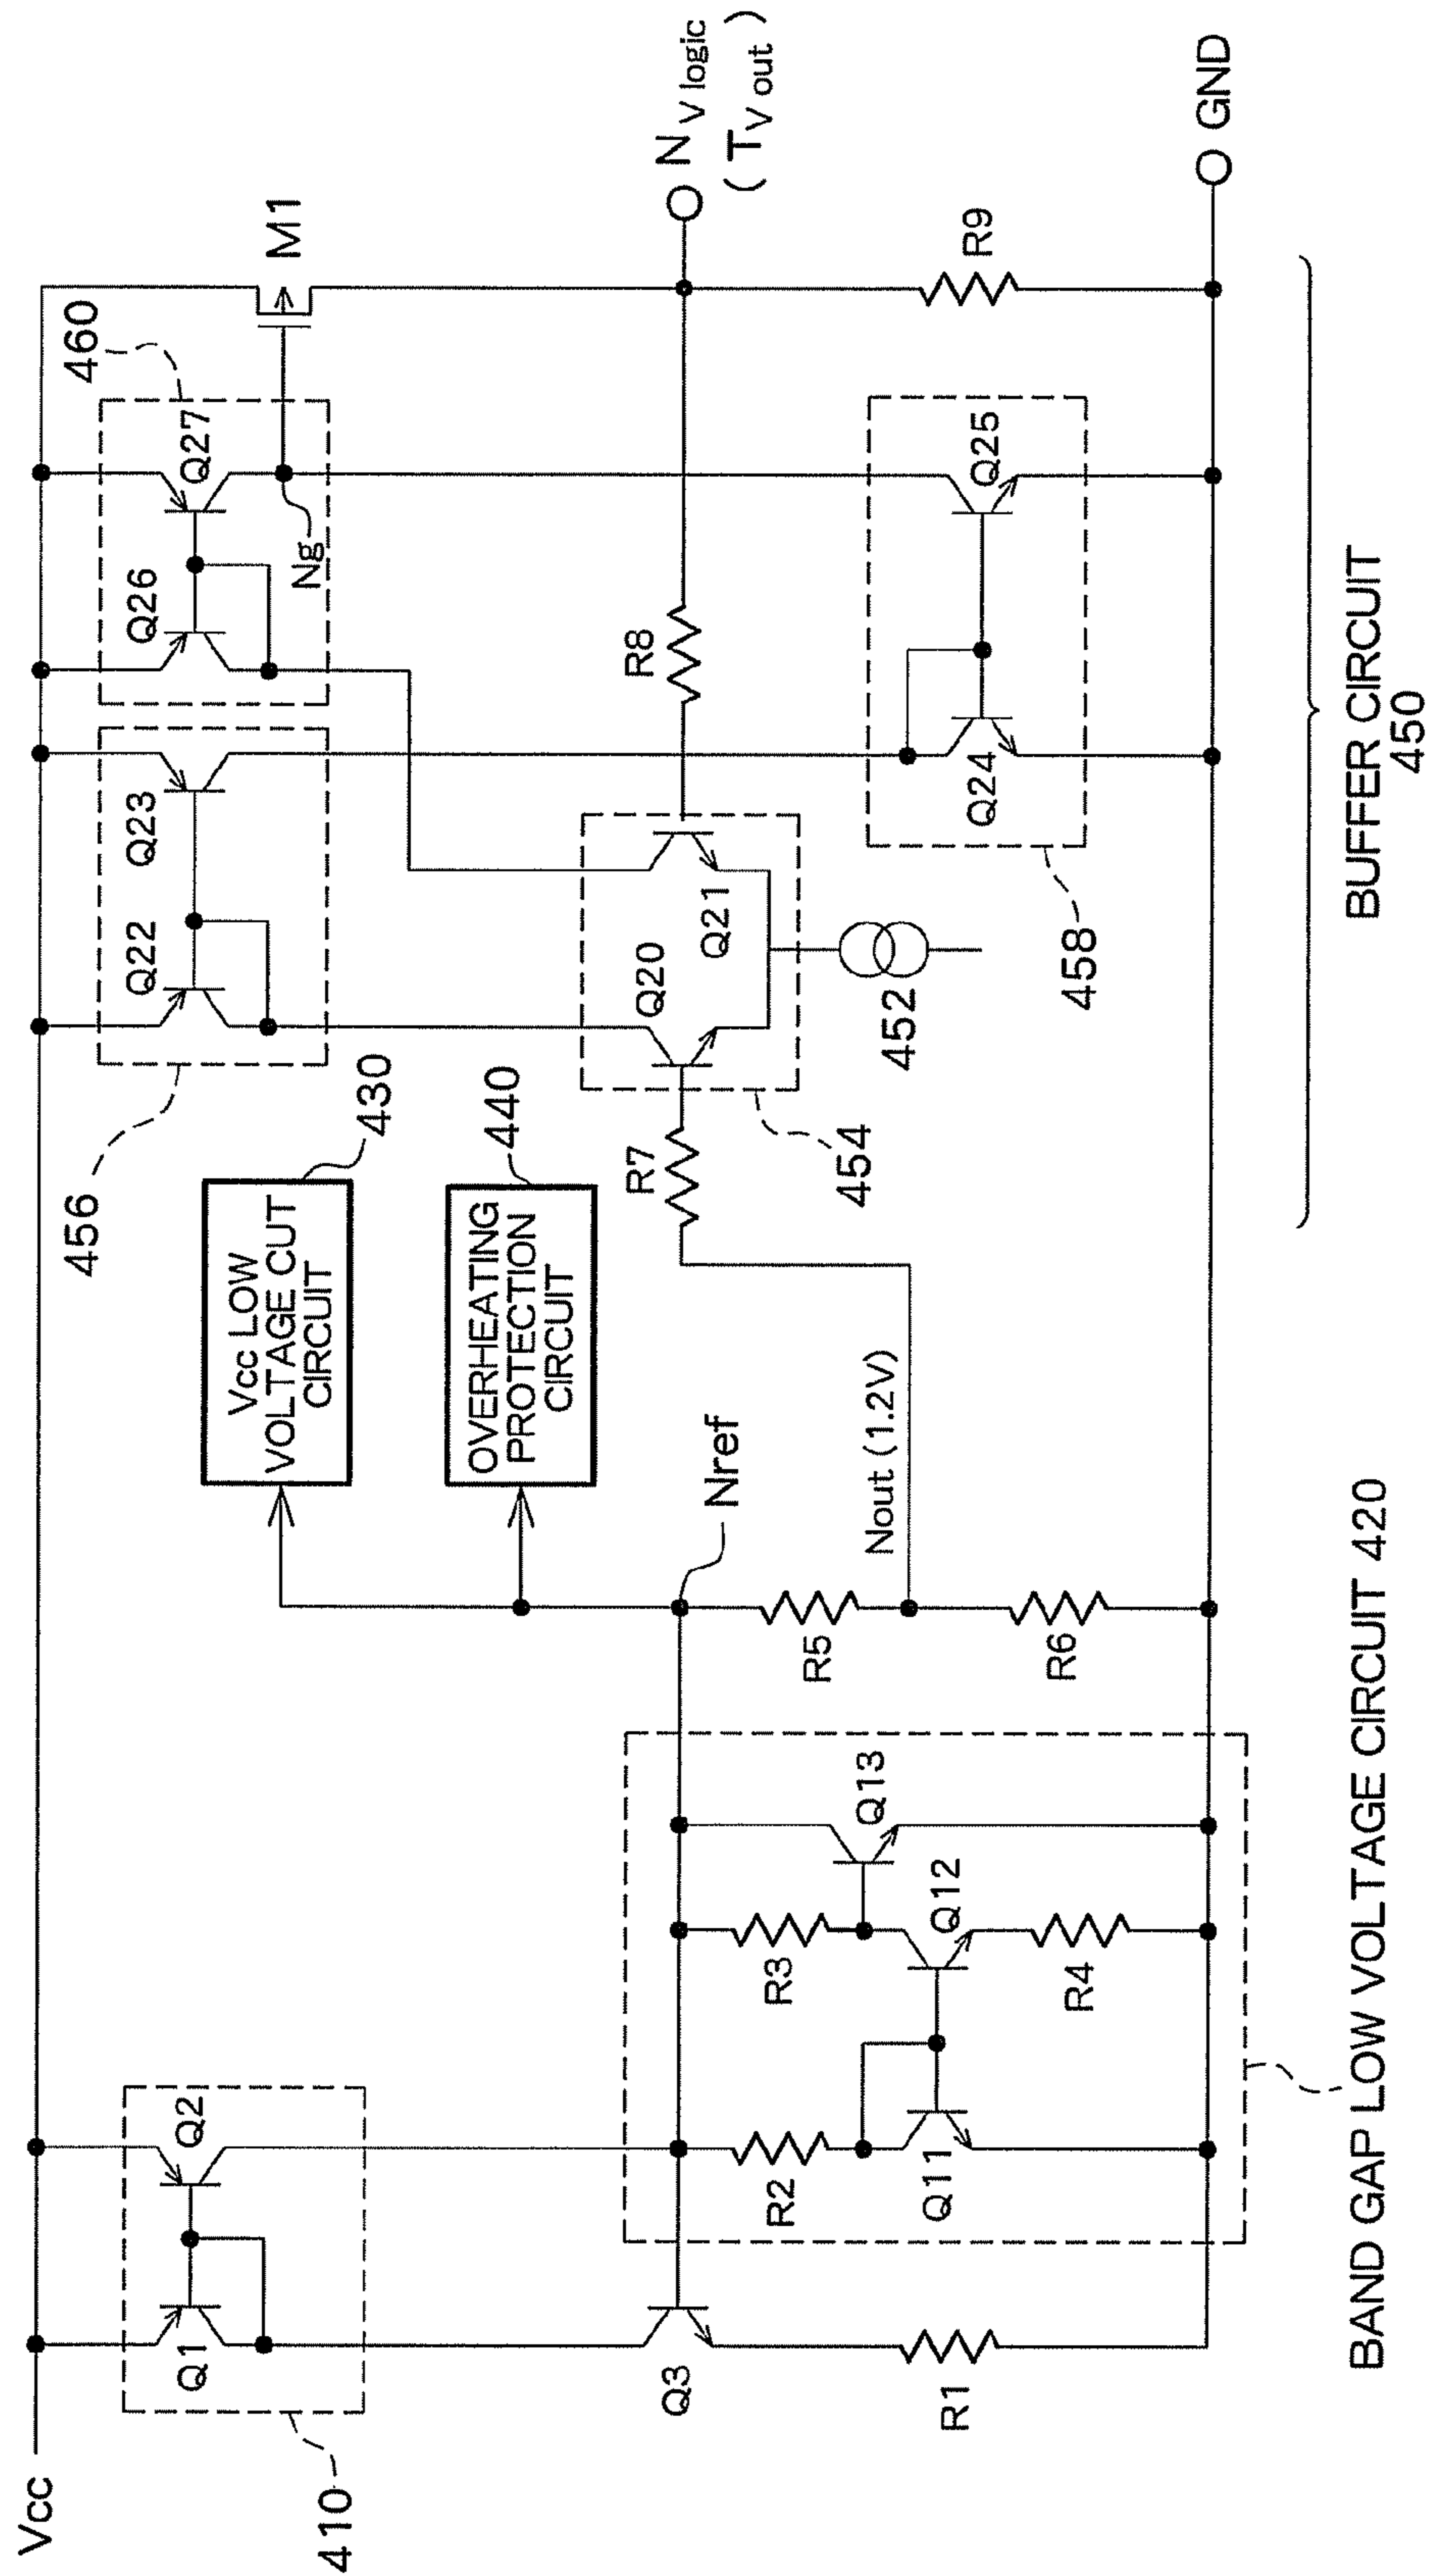 Vcc
410
Q1
Q2
Q3
R1
R2
Q11
R3
Q12
R4
Q13
BAND GAP LOW VOLTAGE CIRCUIT 420
Nref
R5
R6
Nout (1.2V)
Vcc LOW
VOLTAGE CUT
CIRCUIT
430
OVERHEATING
PROTECTION
CIRCUIT
440
456
Q22
Q23
R7
Q20
Q21
454
452
R8
Q26
Q27
460
Ng
M1
Q24
Q25
458
R9
N V logic
( T V out )
GND
BUFFER CIRCUIT
450